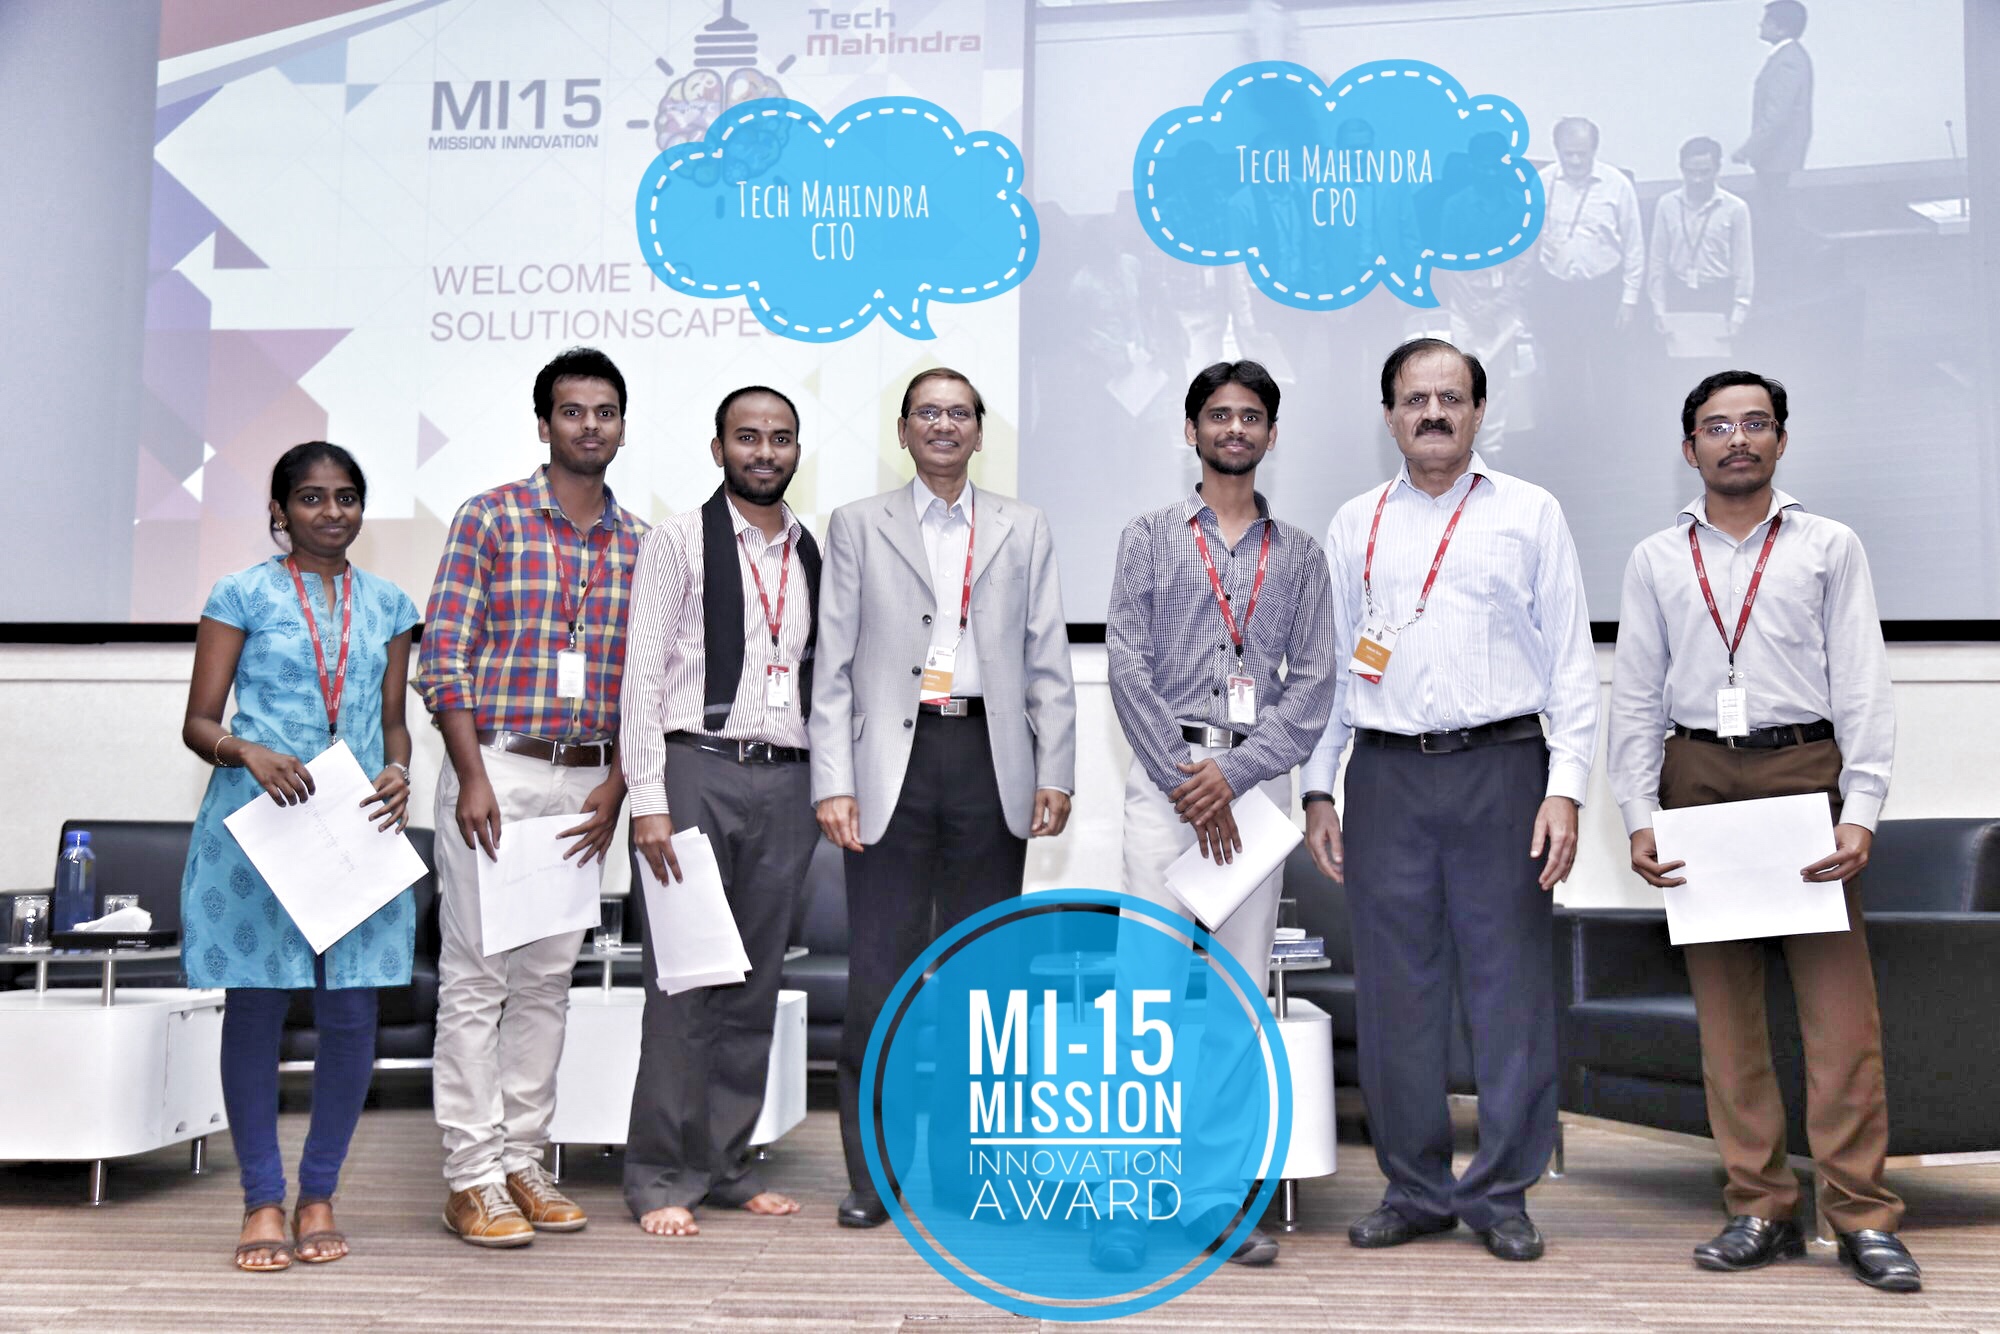 Tech
Mahindra
MI15
MISSION INNOVATION
WELCOME TO
SOLUTIONSCAPES
TECH MAHINDRA
CTO
TECH MAHINDRA
CPO
MI-15
MISSION
INNOVATION
AWARD